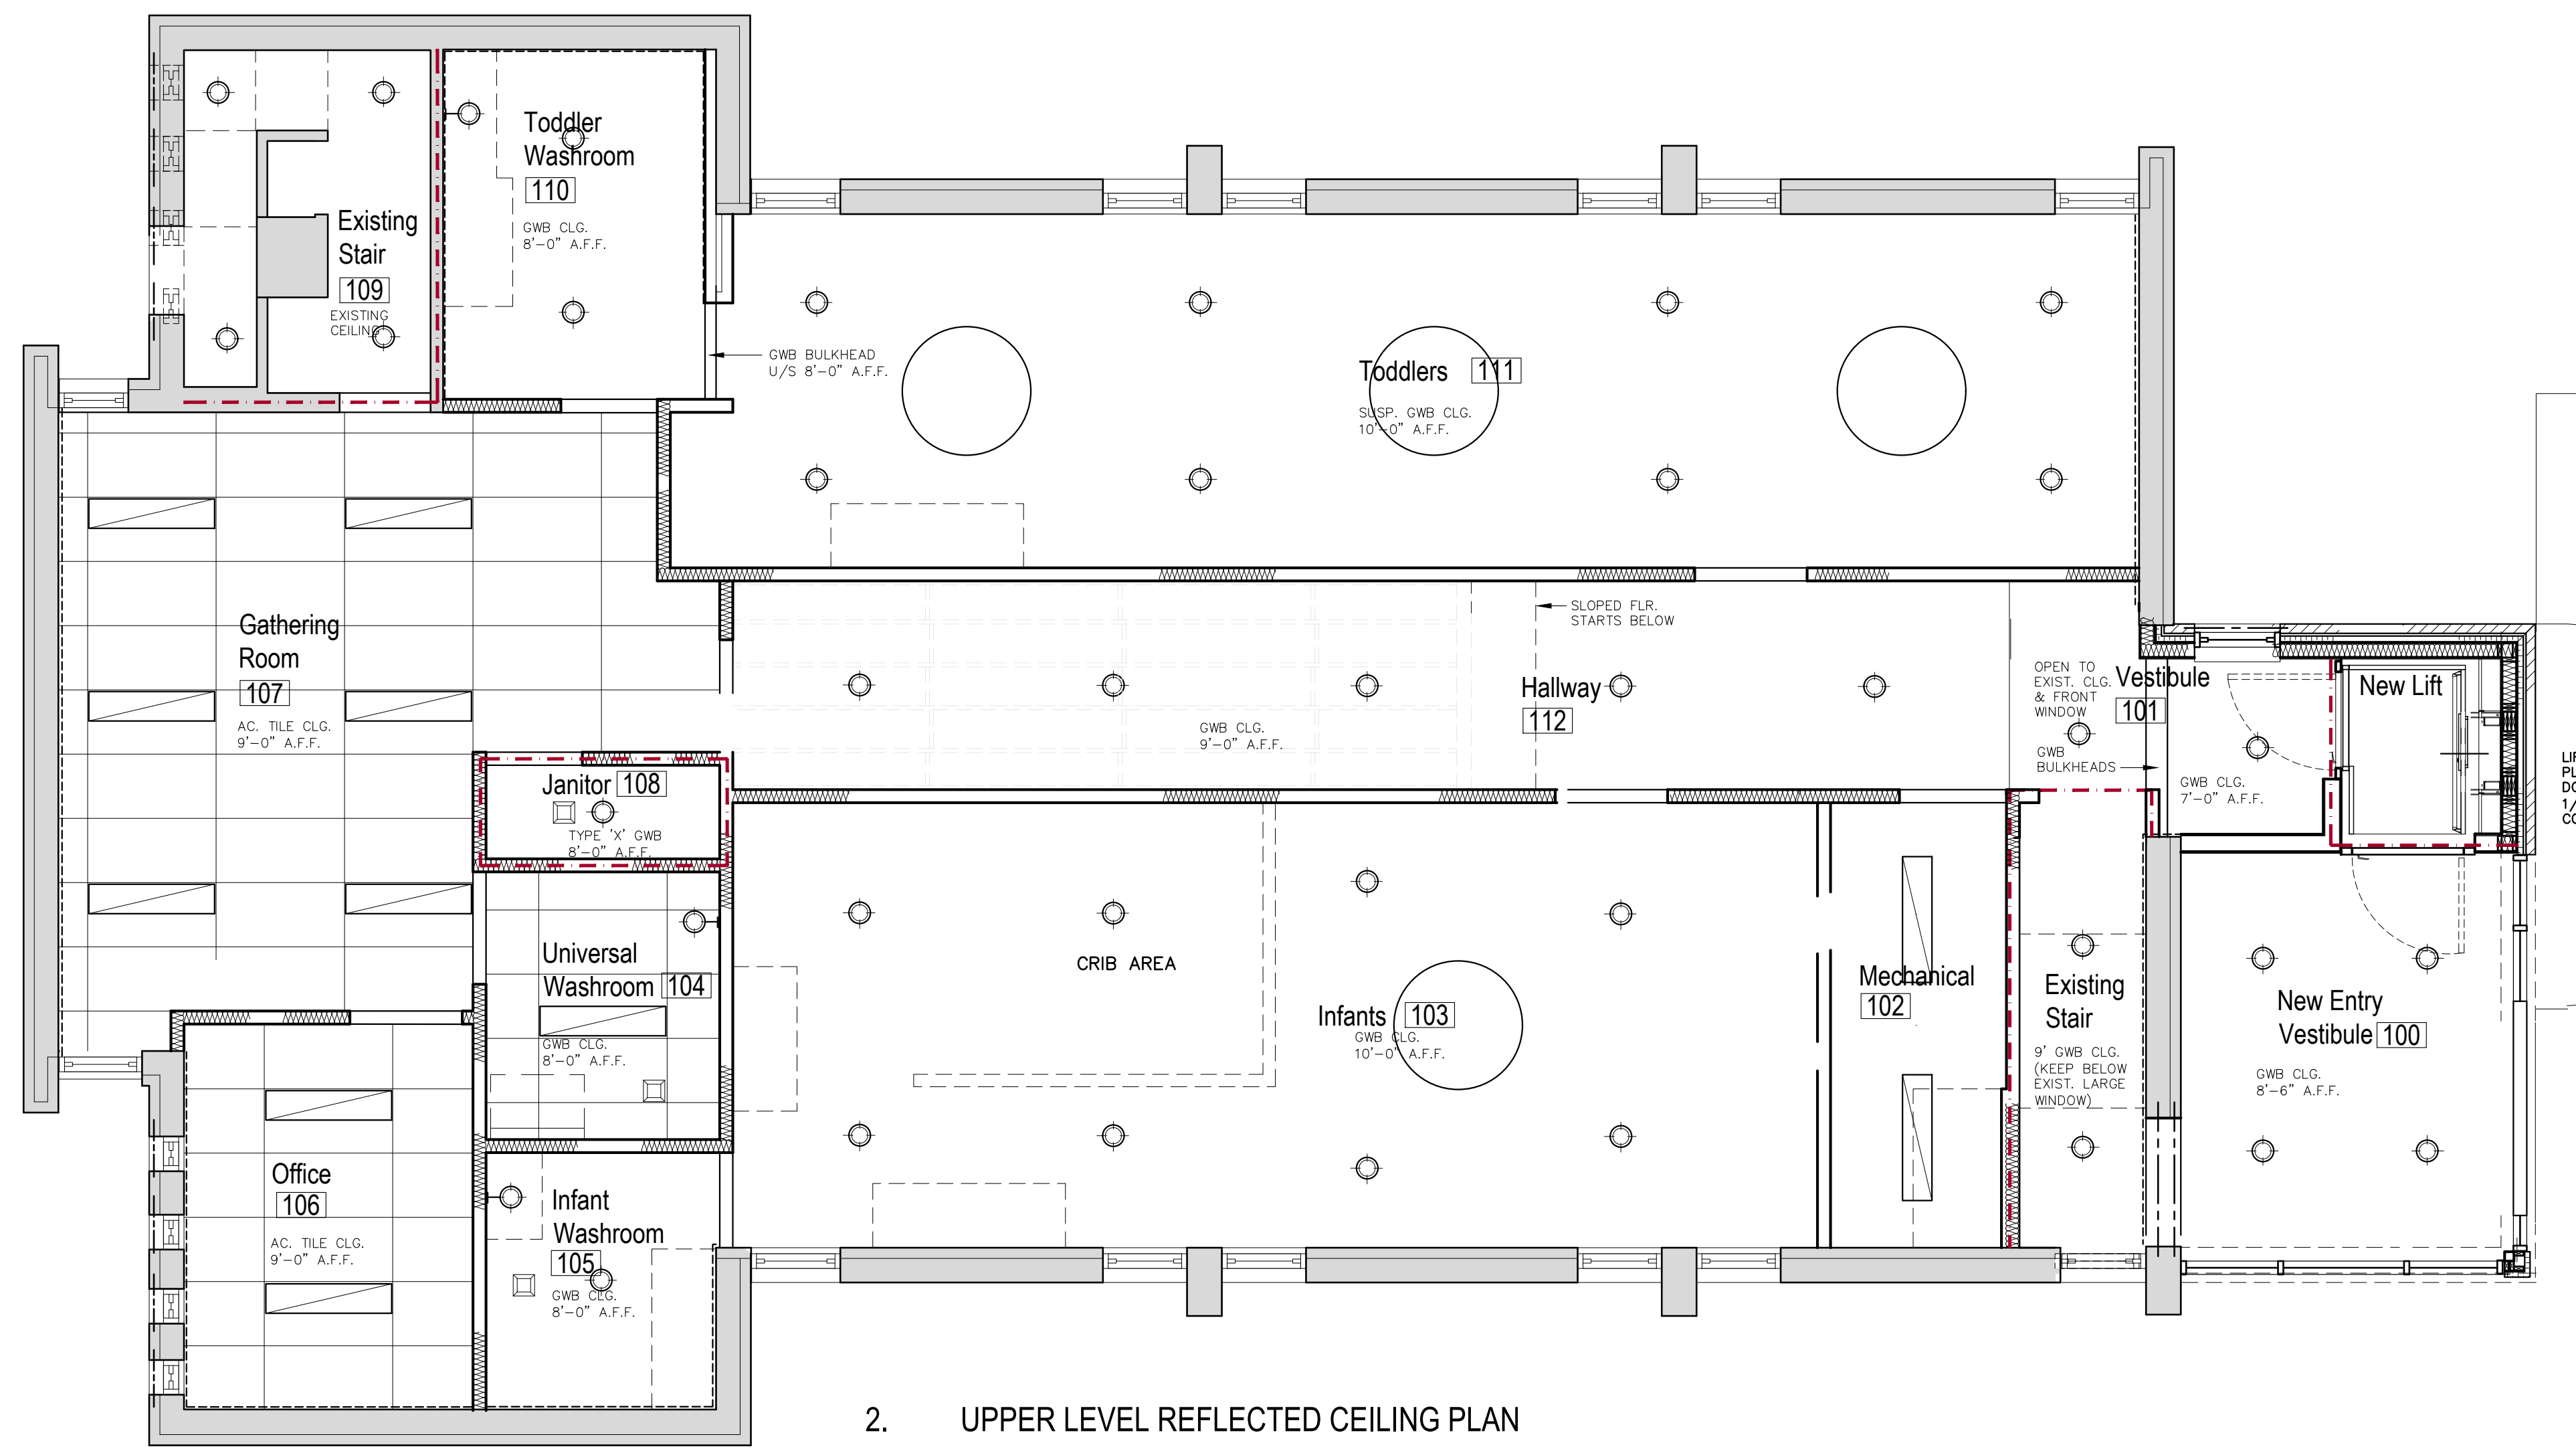 Toddler
Washroom
110
GWB CLG.
8'-0" A.F.F.
Existing
Stair
109
EXISTING
CEILING
GWB BULKHEAD
U/S 8'-0" A.F.F.
Toddlers 111
SUSP. GWB CLG.
10'-0" A.F.F.
Gathering
Room
107
AC. TILE CLG.
9'-0" A.F.F.
SLOPED FLR.
STARTS BELOW
Hallway
112
GWB CLG.
9'-0" A.F.F.
OPEN TO
EXIST. CLG.
& FRONT
WINDOW
Vestibule
101
GWB
BULKHEADS
GWB CLG.
7'-0" A.F.F.
New Lift
Janitor 108
TYPE 'X' GWB
8'-0" A.F.F.
Universal
Washroom 104
GWB CLG.
8'-0" A.F.F.
CRIB AREA
Infants 103
GWB CLG.
10'-0" A.F.F.
Mechanical
102
Existing
Stair
9' GWB CLG.
(KEEP BELOW
EXIST. LARGE
WINDOW)
New Entry
Vestibule 100
GWB CLG.
8'-6" A.F.F.
Office
106
AC. TILE CLG.
9'-0" A.F.F.
Infant
Washroom
105
GWB CLG.
8'-0" A.F.F.
2. UPPER LEVEL REFLECTED CEILING PLAN